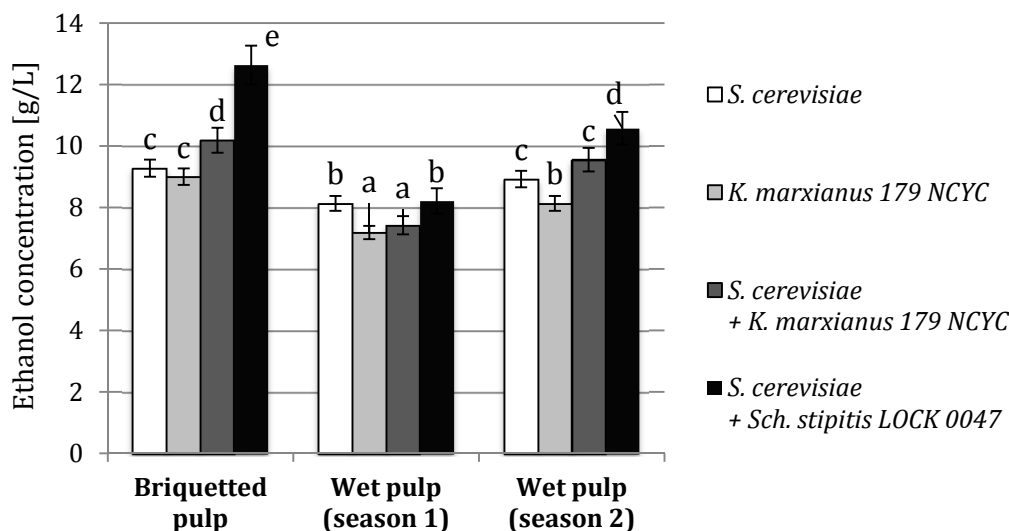 Ethanol concentration [g/L]
14
12
10
8
6
4
2
0
c
c
d
e
b
a
a
b
c
b
c
d
Briquetted
pulp
Wet pulp
(season 1)
Wet pulp
(season 2)
S. cerevisiae
K. marxianus 179 NCYC
S. cerevisiae
+ K. marxianus 179 NCYC
S. cerevisiae
+ Sch. stipitis LOCK 0047